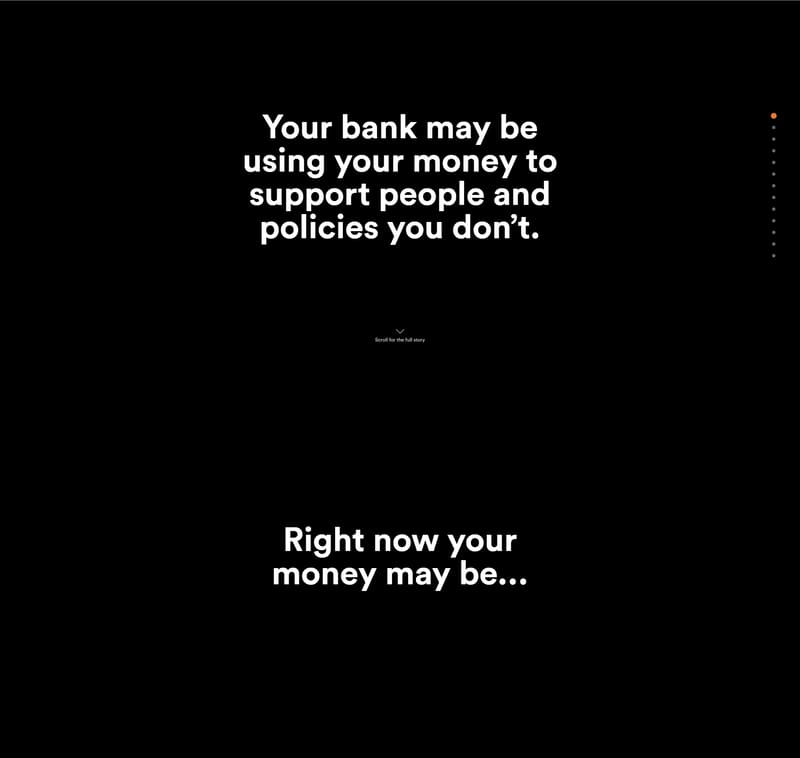 Your bank may be
using your money to
support people and
policies you don’t.
Scroll for the full story
Right now your
money may be...